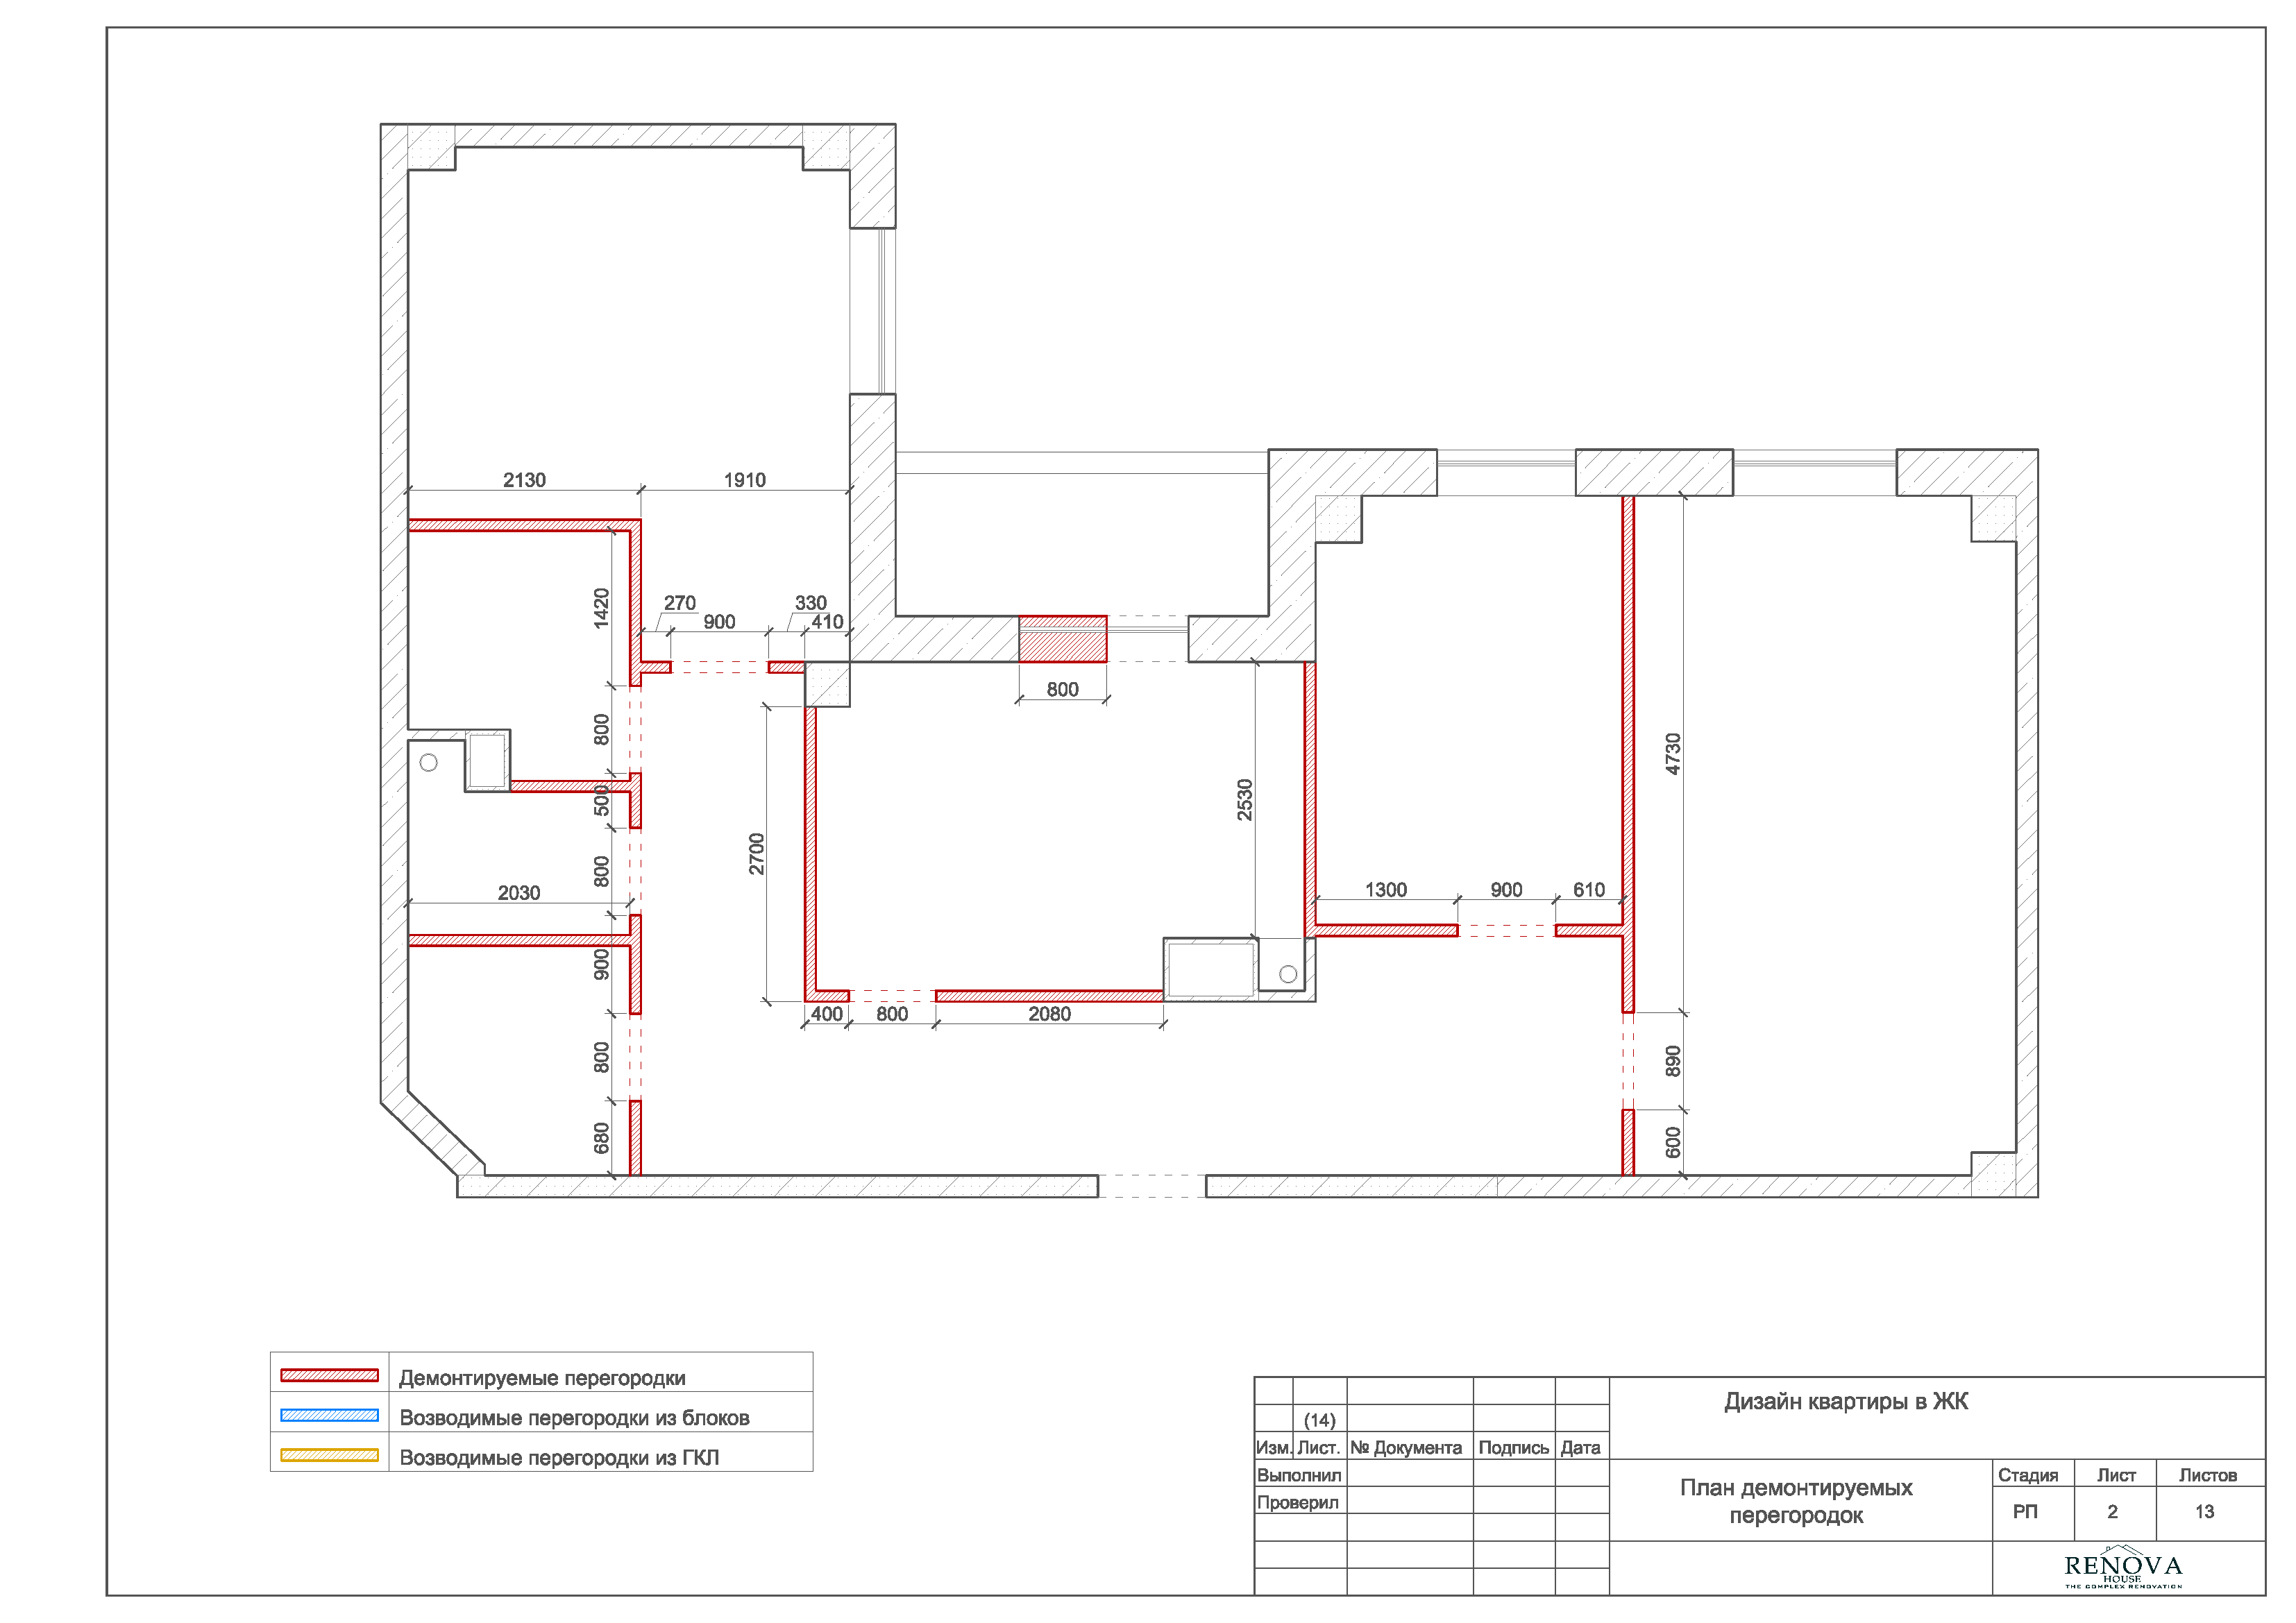 2130
1910
1420
270
900
330
410
800
800
500
2700
2530
4730
800
2030
1300
900
610
900
400
800
2080
800
890
680
600
Демонтируемые перегородки
Возводимые перегородки из блоков
Возводимые перегородки из ГКЛ
Дизайн квартиры в ЖК
(14)
Изм. Лист. № Документа Подпись Дата
Выполнил
Проверил
План демонтируемых
перегородок
Стадия Лист Листов
РП 2 13
RENOVA
HOUSE
THE COMPLEX RENOVATION